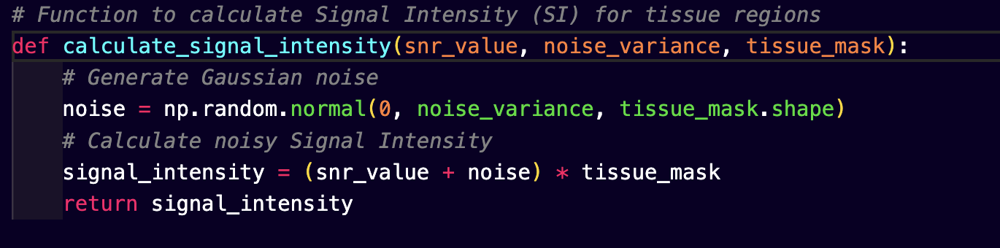 # Function to calculate Signal Intensity (SI) for tissue regions
def calculate_signal_intensity(snr_value, noise_variance, tissue_mask):
    # Generate Gaussian noise
    noise = np.random.normal(0, noise_variance, tissue_mask.shape)
    # Calculate noisy Signal Intensity
    signal_intensity = (snr_value + noise) * tissue_mask
    return signal_intensity